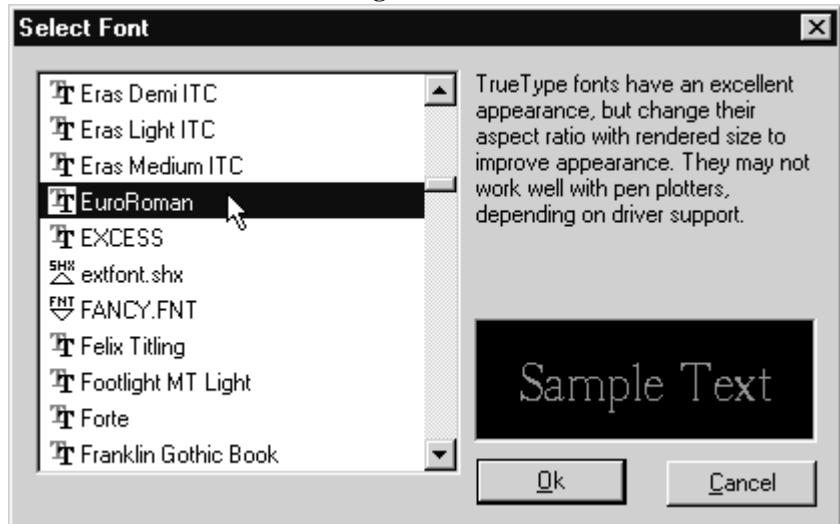 Select Font
Eras Demi ITC
Eras Light ITC
Eras Medium ITC
EuroRoman
EXCESS
SHX extfont.shx
FNT FANCY.FNT
Felix Titling
Footlight MT Light
Forte
Franklin Gothic Book
TrueType fonts have an excellent
appearance, but change their
aspect ratio with rendered size to
improve appearance. They may not
work well with pen plotters,
depending on driver support.
Sample Text
Ok
Cancel